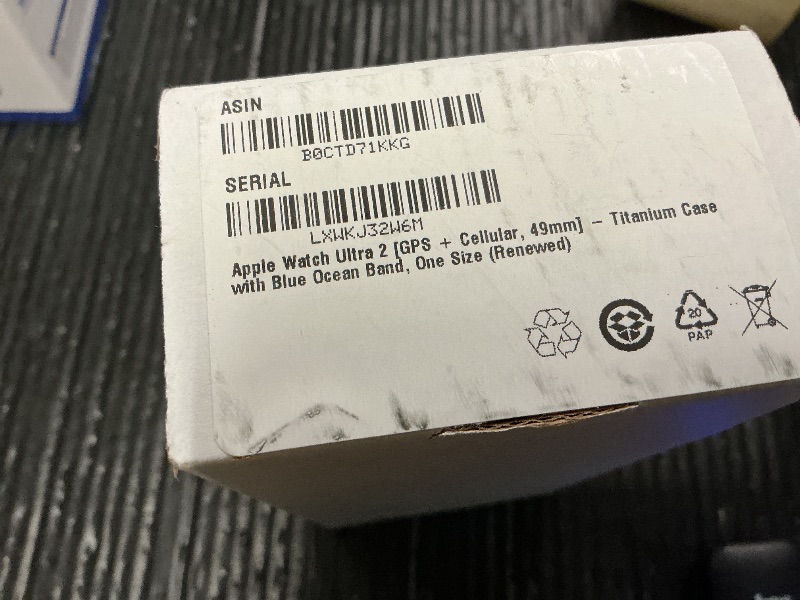 ASIN
B0CTD71KKG
SERIAL
LXWKJ32W6M
Apple Watch Ultra 2 [GPS + Cellular, 49mm] – Titanium Case
with Blue Ocean Band, One Size (Renewed)
20
PAP